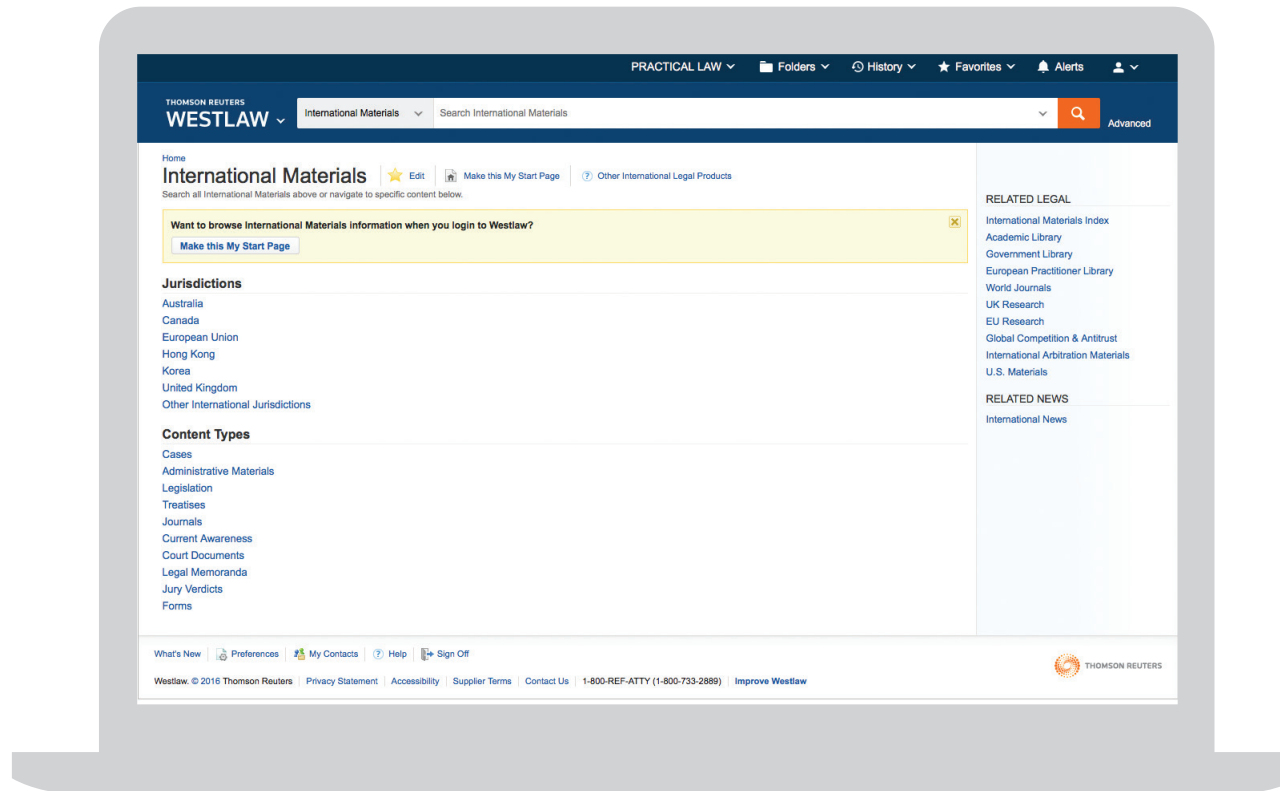 PRACTICAL LAW Folders History Favorites Alerts
THOMSON REUTERS
WESTLAW
International Materials Search International Materials
Advanced
Home
International Materials Edit Make this My Start Page Other International Legal Products
Search all International Materials above or navigate to specific content below.
Want to browse International Materials information when you login to Westlaw?
Make this My Start Page
Jurisdictions
Australia
Canada
European Union
Hong Kong
Korea
United Kingdom
Other International Jurisdictions
Content Types
Cases
Administrative Materials
Legislation
Treatises
Journals
Current Awareness
Court Documents
Legal Memoranda
Jury Verdicts
Forms
RELATED LEGAL
International Materials Index
Academic Library
Government Library
European Practitioner Library
World Journals
UK Research
EU Research
Global Competition & Antitrust
International Arbitration Materials
U.S. Materials
RELATED NEWS
International News
What's New Preferences My Contacts Help Sign Off
Westlaw. © 2016 Thomson Reuters Privacy Statement Accessibility Supplier Terms Contact Us 1-800-REF-ATTY (1-800-733-2889) Improve Westlaw
THOMSON REUTERS